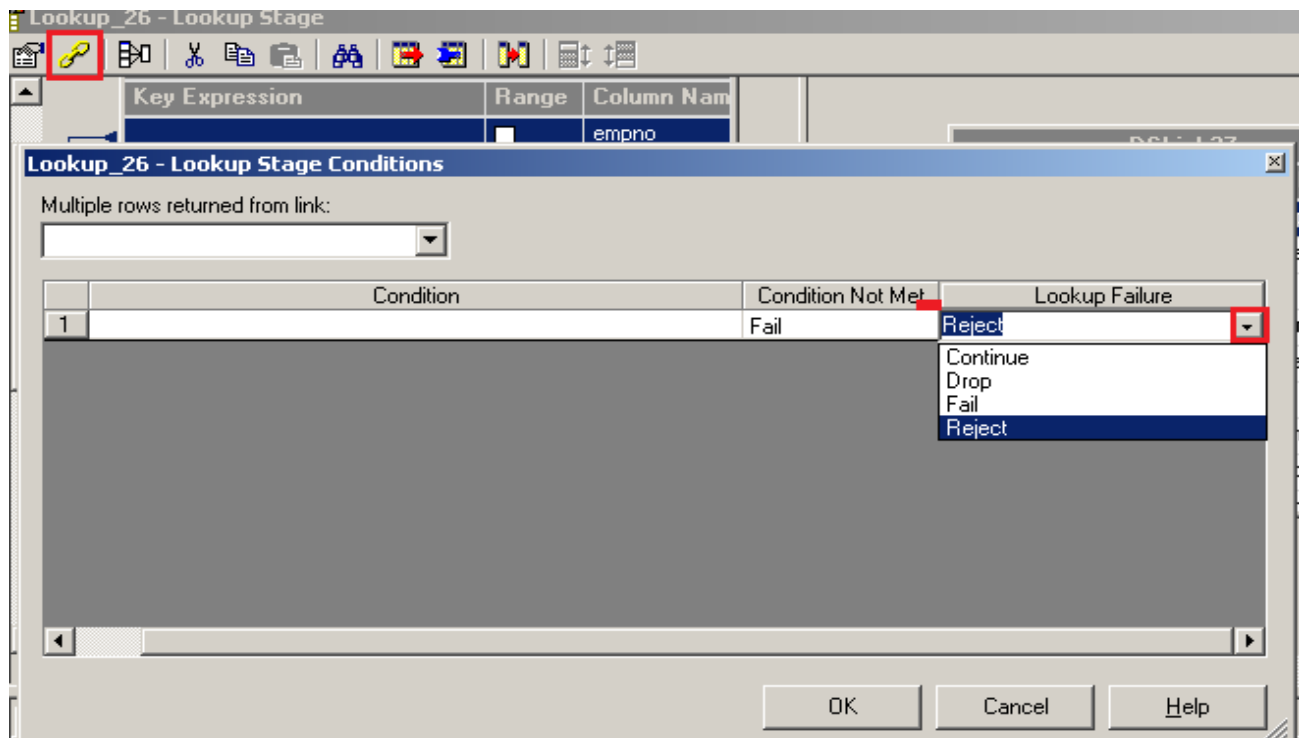 Lookup_26 - Lookup Stage
Key Expression Range Column Nam
empno
Lookup_26 - Lookup Stage Conditions
Multiple rows returned from link:
Condition Condition Not Met Lookup Failure
1 Fail Reject
Continue
Drop
Fail
Reject
OK Cancel Help